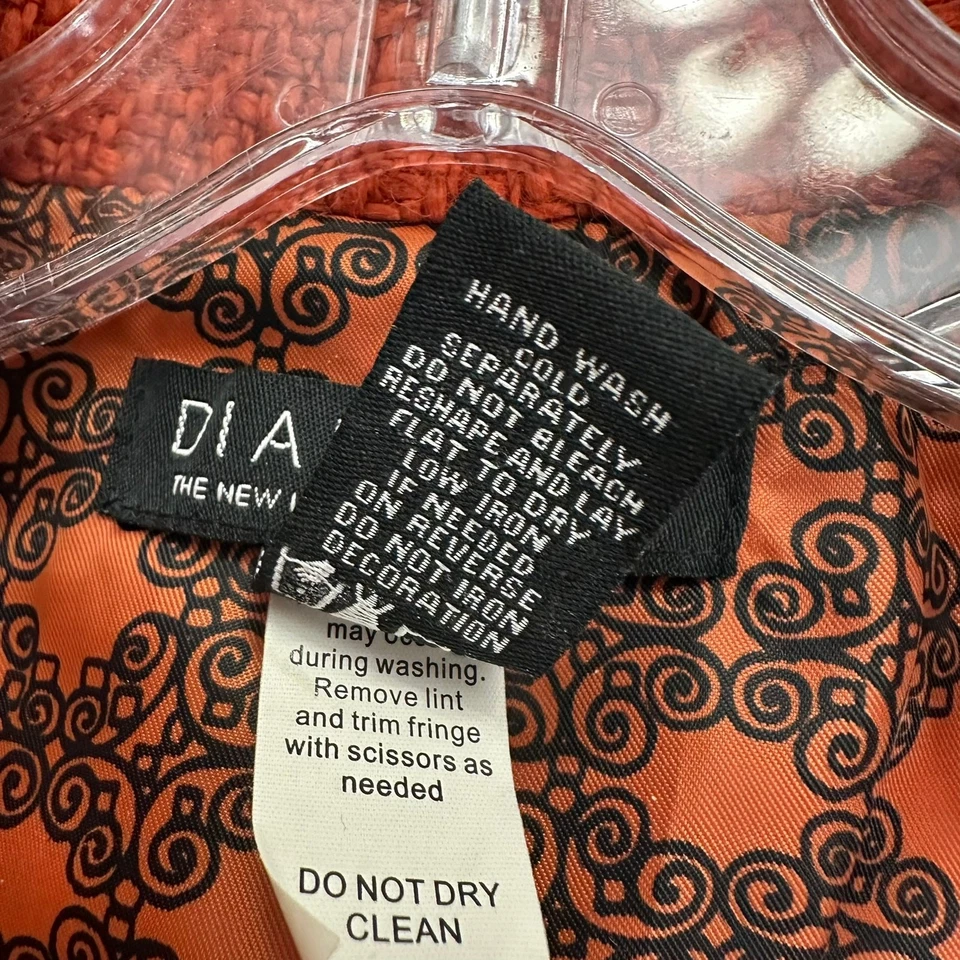 DI A
THE NEW
HAND WASH
COLD
SEPARATELY
DO NOT BLEACH
RESHAPE AND LAY
FLAT TO DRY
LOW IRON
IF NEEDED
ON REVERSE
DO NOT IRON
DECORATION
may
during washing.
Remove lint
and trim fringe
with scissors as
needed
DO NOT DRY
CLEAN